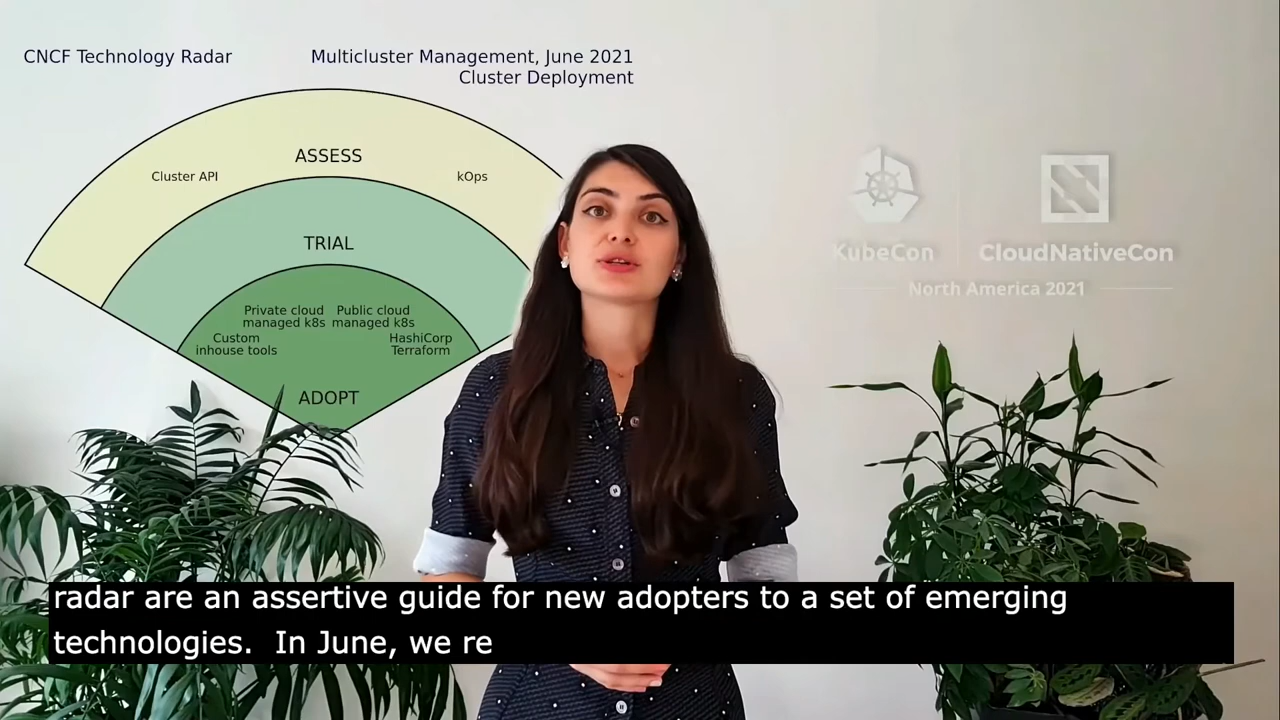 CNCF Technology Radar
Multicluster Management, June 2021
Cluster Deployment
ASSESS
Cluster API
kOps
TRIAL
Private cloud
managed k8s
Public cloud
managed k8s
Custom
inhouse tools
HashiCorp
Terraform
ADOPT
KubeCon
CloudNativeCon
North America 2021
radar are an assertive guide for new adopters to a set of emerging
technologies. In June, we re